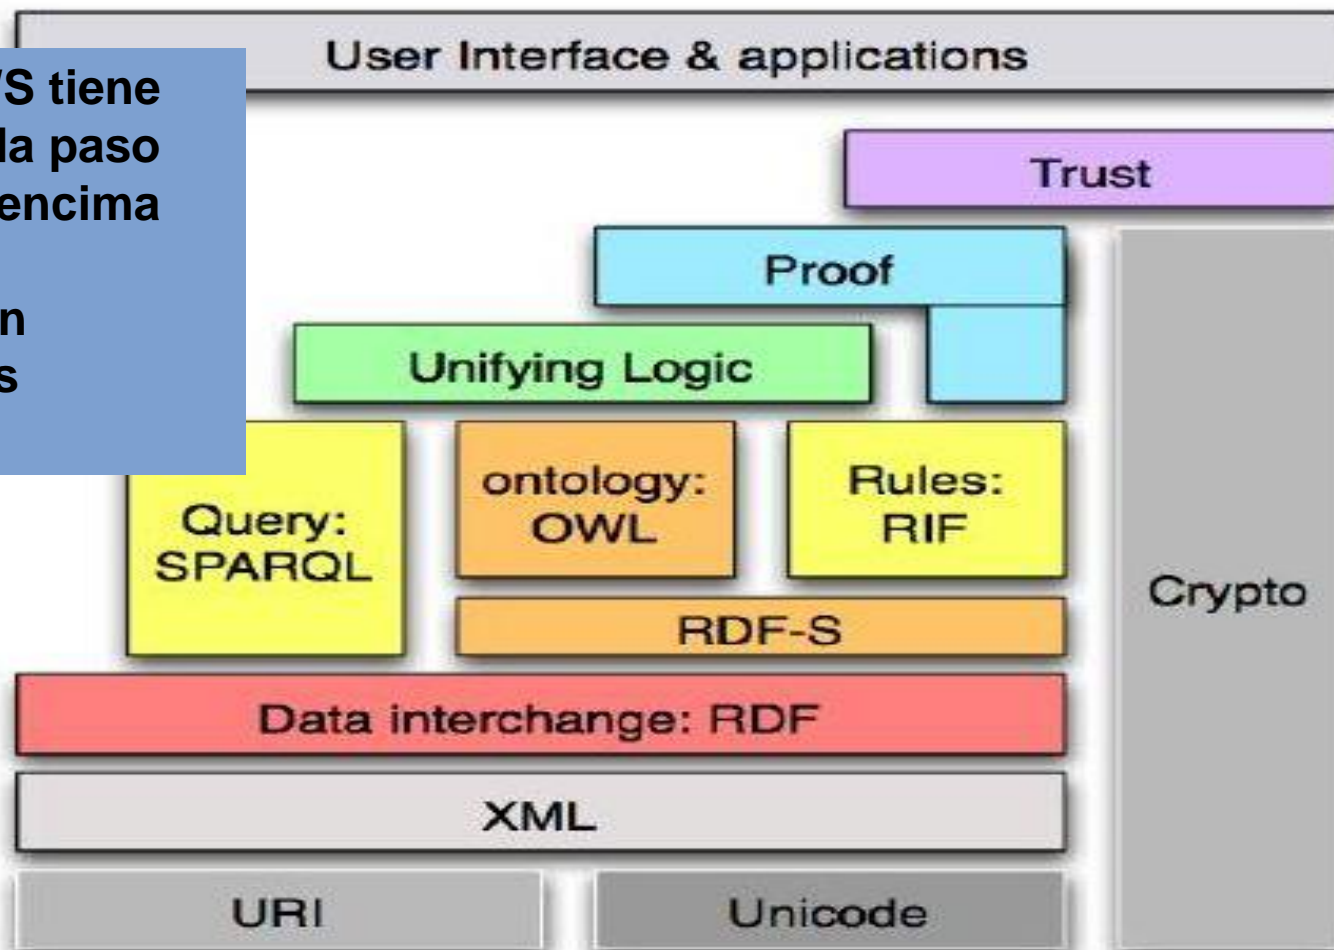 User Interface & applications
tiene
paso
encima
Trust
Proof
Unifying Logic
Query:
SPARQL
ontology:
OWL
Rules:
RIF
RDF-S
Crypto
Data interchange: RDF
XML
URI
Unicode